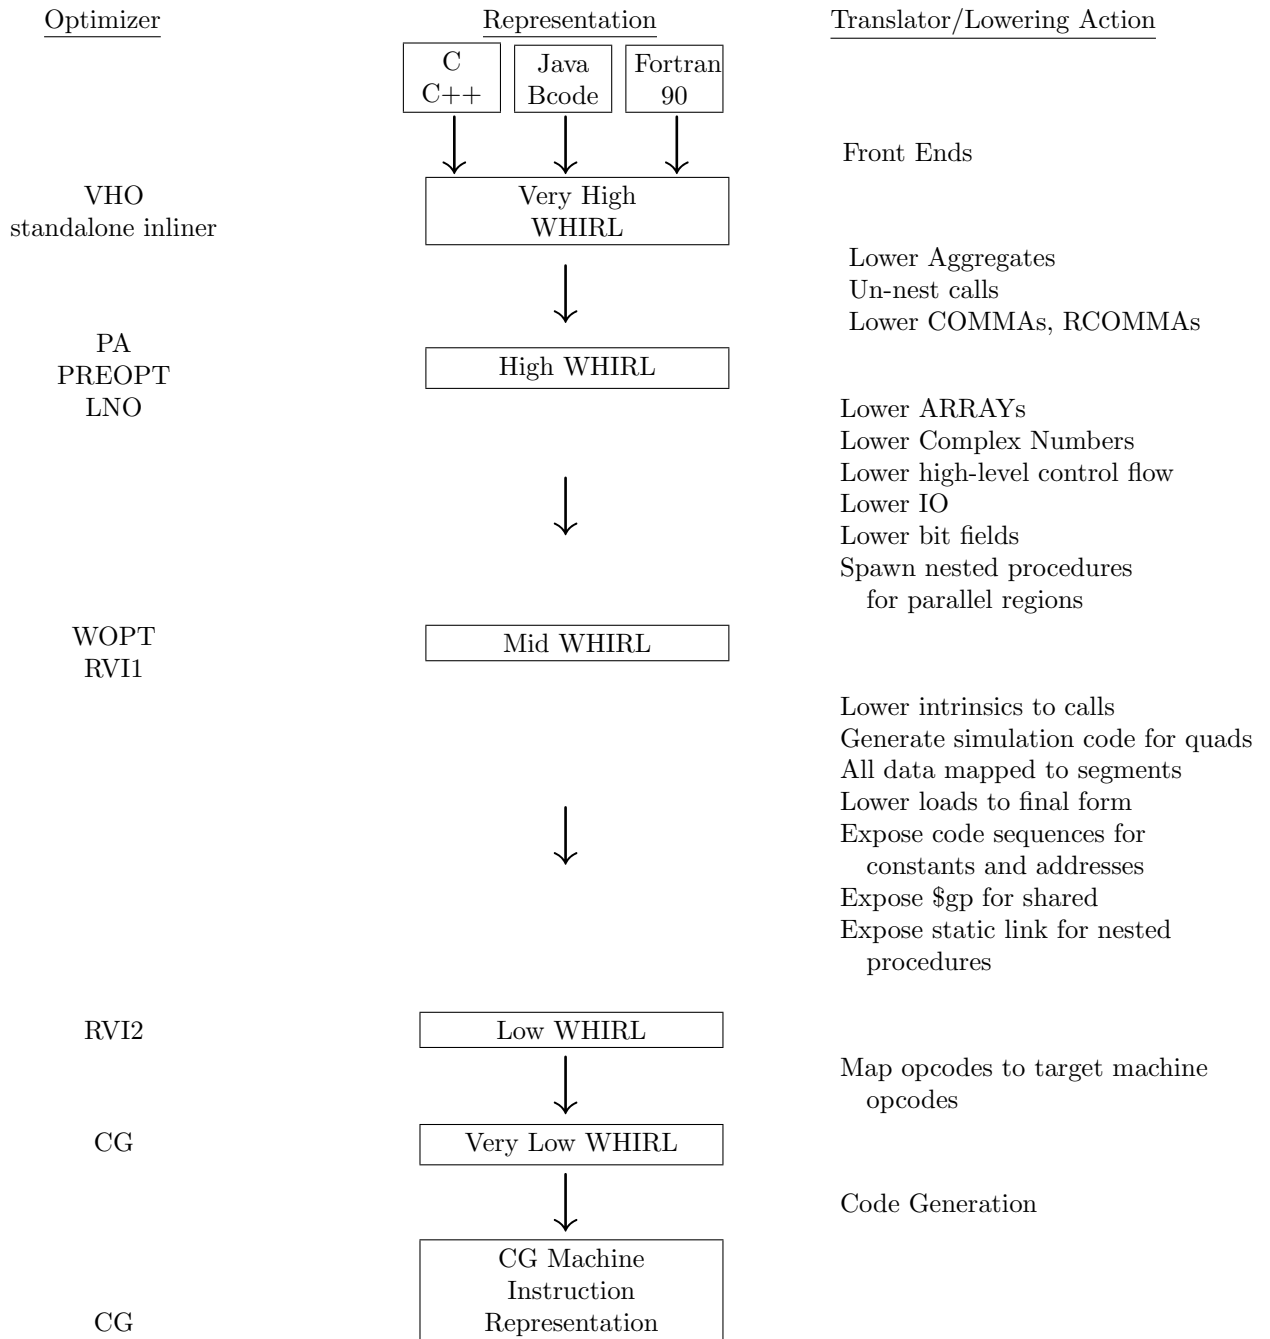 Optimizer
Representation
Translator/Lowering Action
C
C++
Java
Bcode
Fortran
90
Front Ends
VHO
standalone inliner
Very High
WHIRL
Lower Aggregates
Un-nest calls
Lower COMMAs, RCOMMAs
PA
PREOPT
LNO
High WHIRL
Lower ARRAYs
Lower Complex Numbers
Lower high-level control flow
Lower IO
Lower bit fields
Spawn nested procedures
for parallel regions
WOPT
RVI1
Mid WHIRL
Lower intrinsics to calls
Generate simulation code for quads
All data mapped to segments
Lower loads to final form
Expose code sequences for
constants and addresses
Expose $gp for shared
Expose static link for nested
procedures
RVI2
Low WHIRL
Map opcodes to target machine
opcodes
CG
Very Low WHIRL
Code Generation
CG Machine
Instruction
Representation
CG